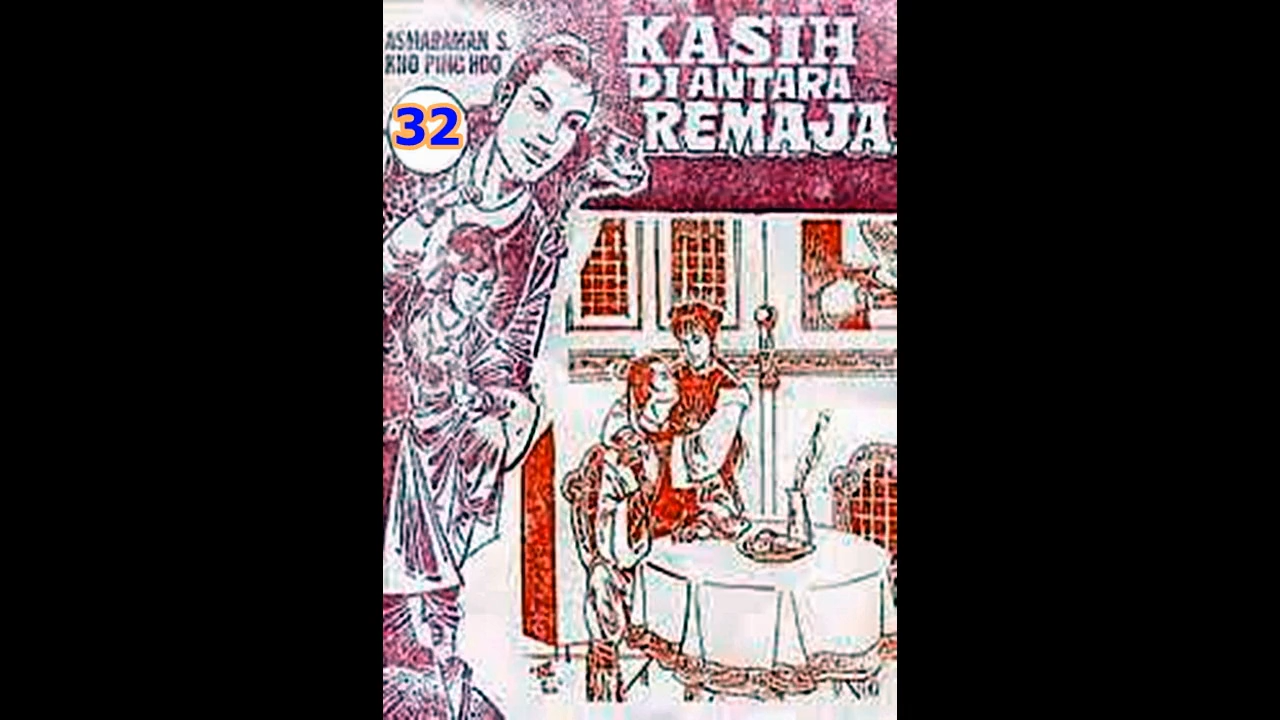 ASMARAMAN S.
KHO PING HOO
32
KASIH
DI ANTARA
REMAJA